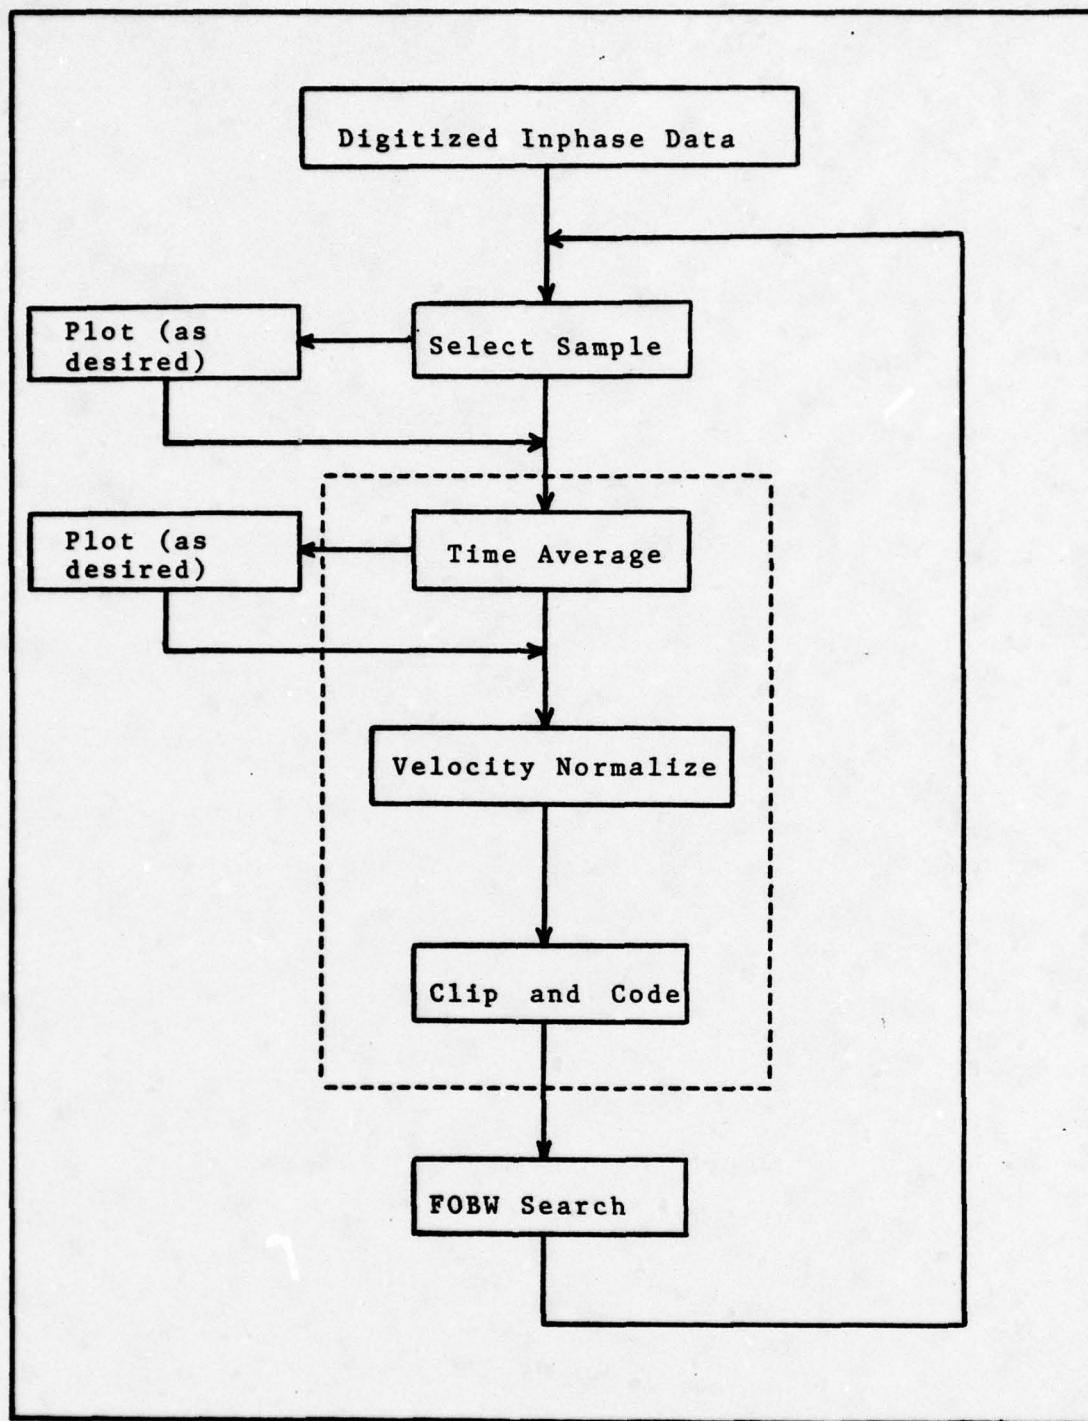 Digitized Inphase Data
Plot (as
desired)
Select Sample
Plot (as
desired)
Time Average
Velocity Normalize
Clip and Code
FOBW Search